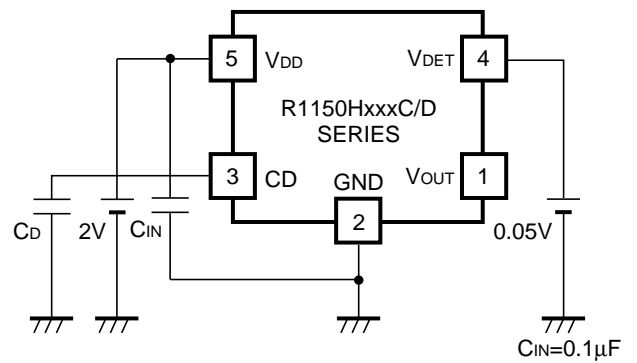 5 VDD VDET 4
R1150HxxxC/D
SERIES
3 CD GND VOUT 1
2
CD 2V CIN 0.05V
CIN=0.1μF